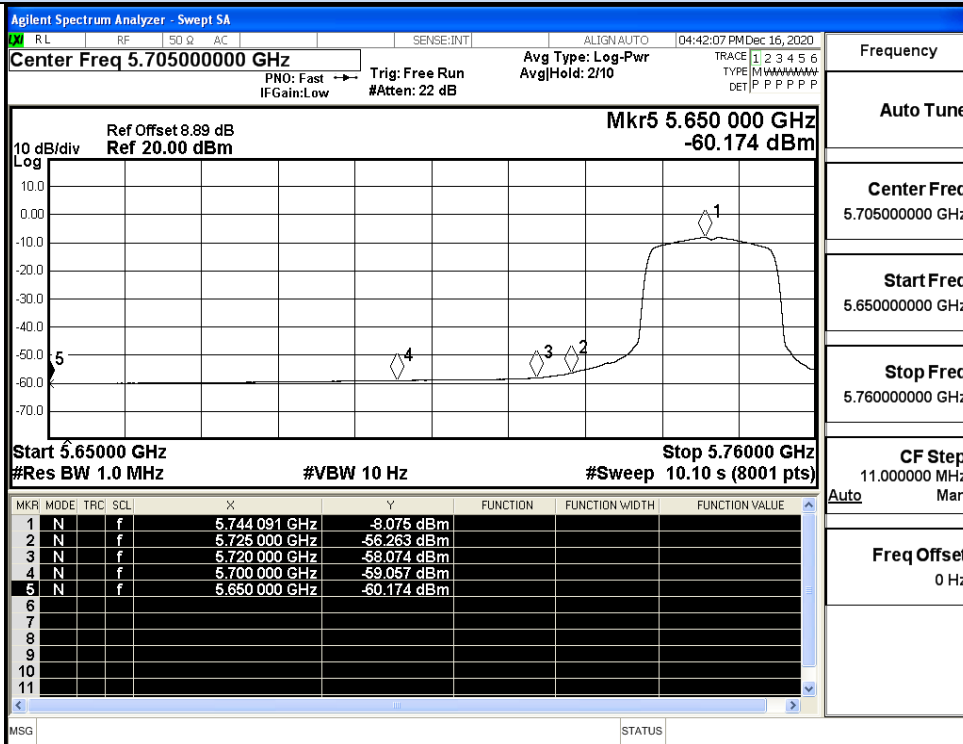 Agilent Spectrum Analyzer - Swept SA
LXI RL RF 50 Ω AC SENSE:INT ALIGNAUTO 04:42:07 PM Dec 16, 2020
Center Freq 5.705000000 GHz
PNO: Fast
IFGain:Low
Trig: Free Run
#Atten: 22 dB
Avg Type: Log-Pwr
Avg|Hold: 2/10
TRACE 1 2 3 4 5 6
TYPE M WWWWW
DET P P P P P P
Mkr5 5.650 000 GHz
-60.174 dBm
Ref Offset 8.89 dB
10 dB/div Ref 20.00 dBm
Log
10.0
0.00
-10.0
-20.0
-30.0
-40.0
-50.0
-60.0
-70.0
1
2
3
4
5
Start 5.65000 GHz Stop 5.76000 GHz
#Res BW 1.0 MHz #VBW 10 Hz #Sweep 10.10 s (8001 pts)
MKR MODE TRC SCL X Y FUNCTION FUNCTION WIDTH FUNCTION VALUE
1 N f 5.744 091 GHz -8.075 dBm
2 N f 5.725 000 GHz -56.263 dBm
3 N f 5.720 000 GHz -58.074 dBm
4 N f 5.700 000 GHz -59.057 dBm
5 N f 5.650 000 GHz -60.174 dBm
6
7
8
9
10
11
MSG STATUS
Frequency
Auto Tune
Center Freq
5.705000000 GHz
Start Freq
5.650000000 GHz
Stop Freq
5.760000000 GHz
CF Step
11.000000 MHz
Auto Man
Freq Offset
0 Hz